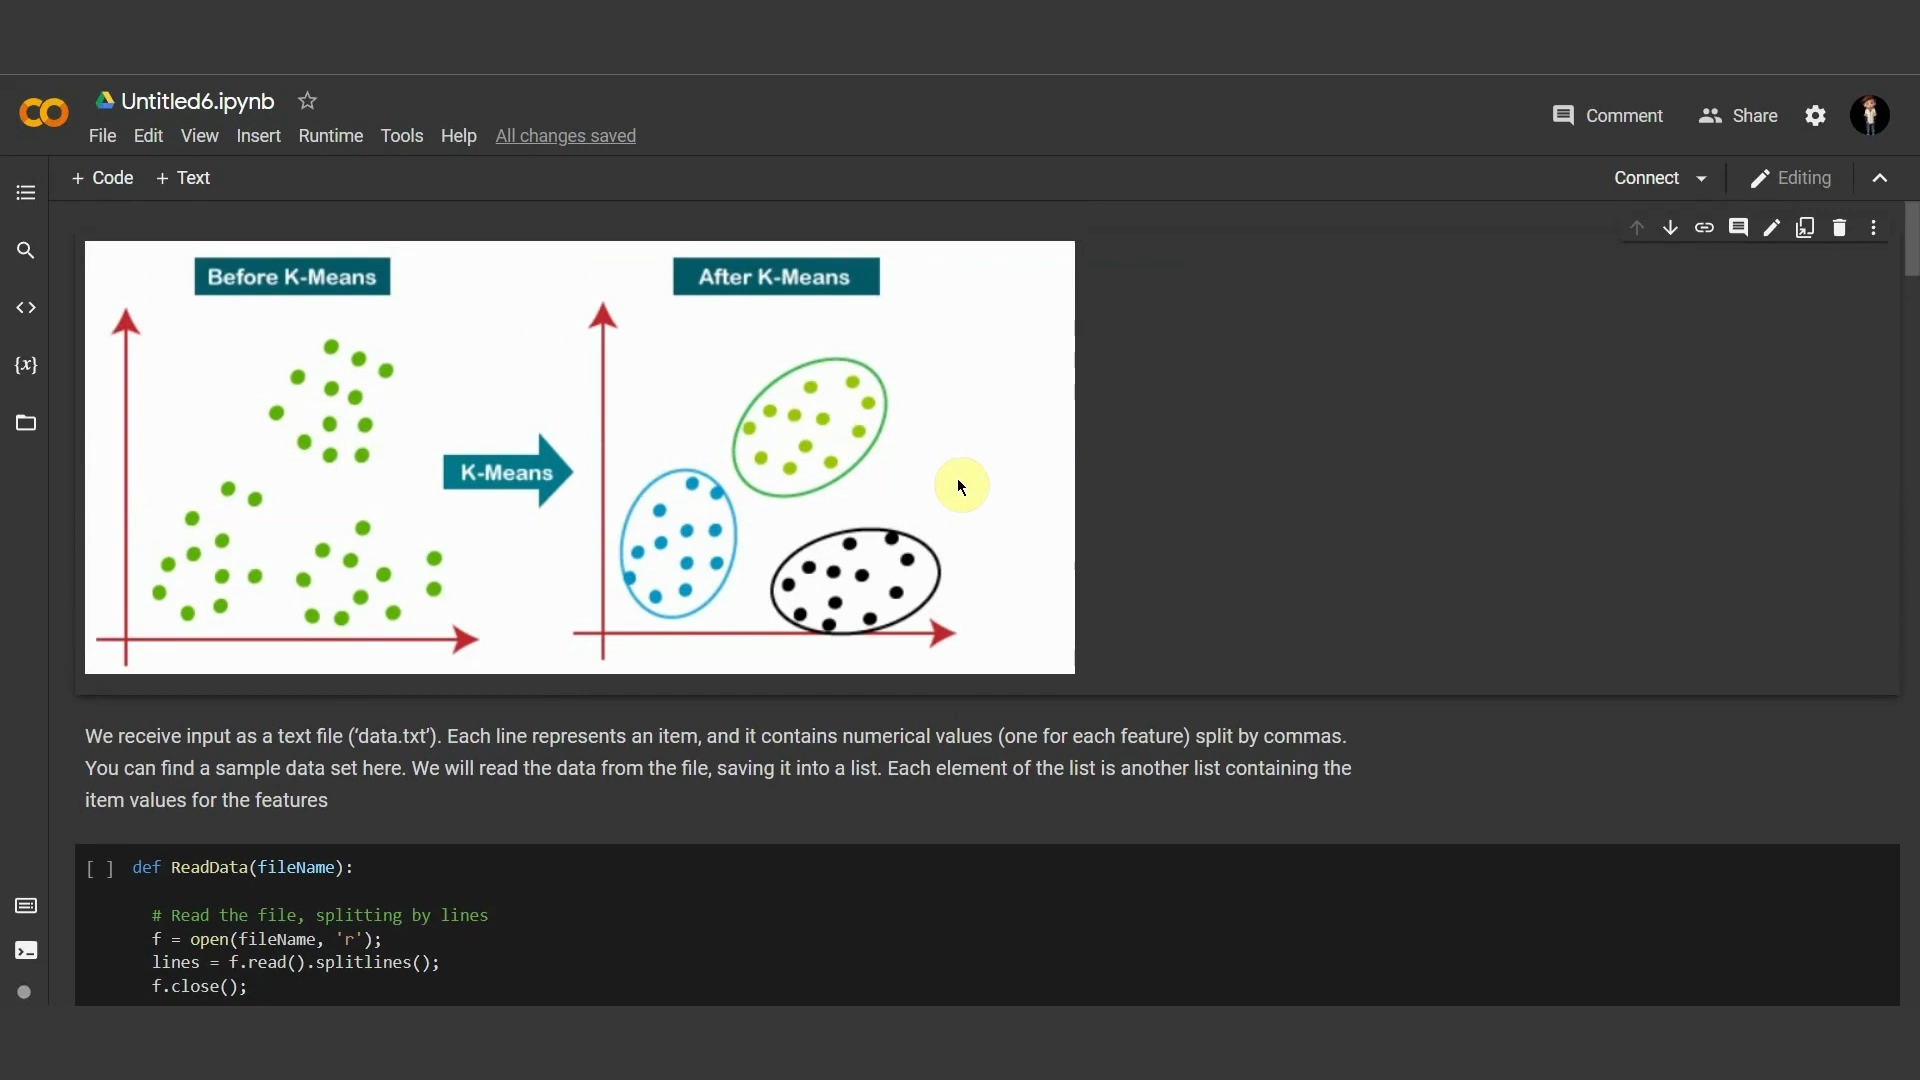 Untitled6.ipynb
File Edit View Insert Runtime Tools Help All changes saved
Comment Share
+ Code + Text
Connect Editing
{x}
Before K-Means
After K-Means
K-Means
We receive input as a text file (‘data.txt’). Each line represents an item, and it contains numerical values (one for each feature) split by commas.
You can find a sample data set here. We will read the data from the file, saving it into a list. Each element of the list is another list containing the
item values for the features
[ ] def ReadData(fileName):
# Read the file, splitting by lines
f = open(fileName, 'r');
lines = f.read().splitlines();
f.close();